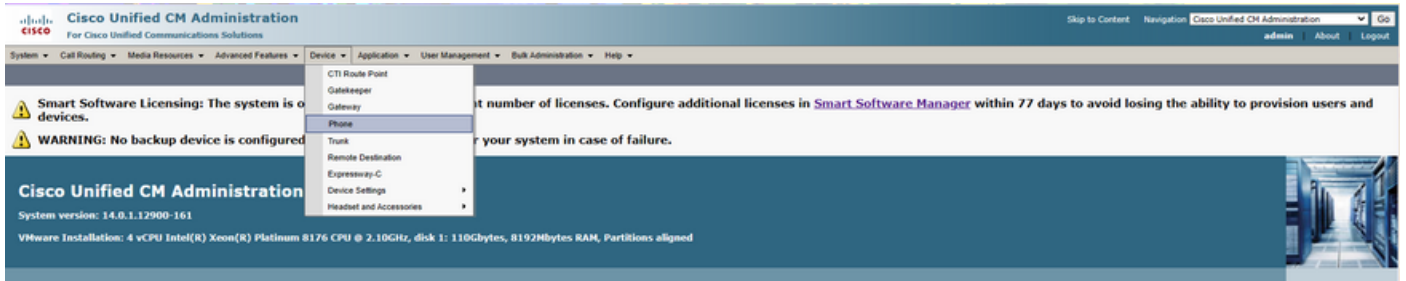 Cisco Unified CM Administration
CISCO
For Cisco Unified Communications Solutions
Skip to Content Navigation Cisco Unified CM Administration Go
admin About Logout
System Call Routing Media Resources Advanced Features Device Application User Management Bulk Administration Help
CTI Route Point
Gatekeeper
Gateway
Phone
Trunk
Remote Destination
Expressway-C
Device Settings
Headset and Accessories
Smart Software Licensing: The system is o t number of licenses. Configure additional licenses in Smart Software Manager within 77 days to avoid losing the ability to provision users and
devices.
WARNING: No backup device is configured r your system in case of failure.
Cisco Unified CM Administration
System version: 14.0.1.12900-161
VMware Installation: 4 vCPU Intel(R) Xeon(R) Platinum 8176 CPU @ 2.10GHz, disk 1: 110Gbytes, 8192Mbytes RAM, Partitions aligned